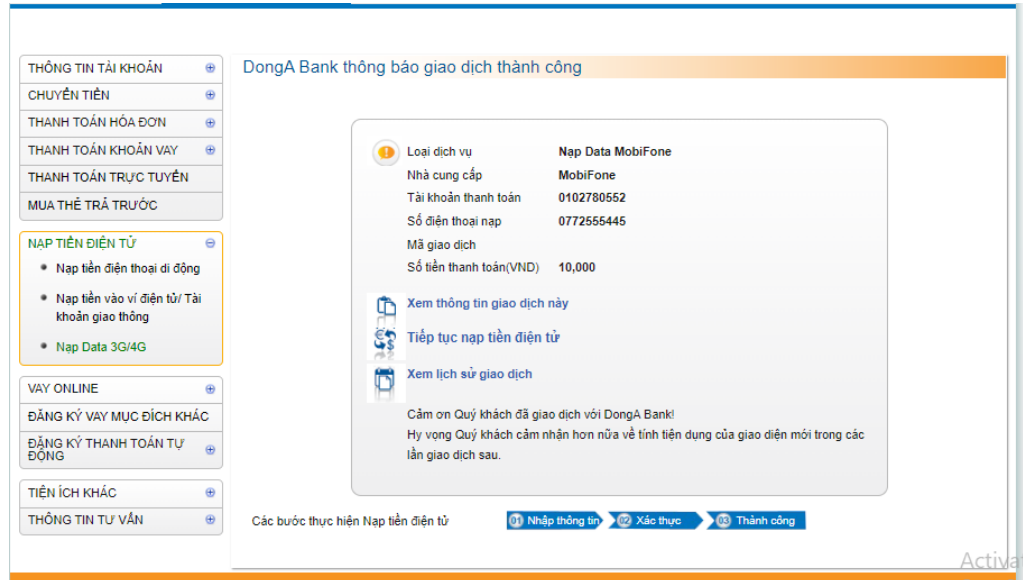 THÔNG TIN TÀI KHOẢN
CHUYỂN TIỀN
THANH TOÁN HÓA ĐƠN
THANH TOÁN KHOẢN VAY
THANH TOÁN TRỰC TUYẾN
MUA THẺ TRẢ TRƯỚC
NẠP TIỀN ĐIỆN TỬ
Nạp tiền điện thoại di động
Nạp tiền vào ví điện tử/ Tài
khoản giao thông
Nạp Data 3G/4G
VAY ONLINE
ĐĂNG KÝ VAY MỤC ĐÍCH KHÁC
ĐĂNG KÝ THANH TOÁN TỰ
ĐỘNG
TIỆN ÍCH KHÁC
THÔNG TIN TƯ VẤN
DongA Bank thông báo giao dịch thành công
Loại dịch vụ Nạp Data MobiFone
Nhà cung cấp MobiFone
Tài khoản thanh toán 0102780552
Số điện thoại nạp 0772555445
Mã giao dịch
Số tiền thanh toán(VND) 10,000
Xem thông tin giao dịch này
Tiếp tục nạp tiền điện tử
Xem lịch sử giao dịch
Cảm ơn Quý khách đã giao dịch với DongA Bank!
Hy vọng Quý khách cảm nhận hơn nữa về tính tiện dụng của giao diện mới trong các
lần giao dịch sau.
Các bước thực hiện Nạp tiền điện tử 01 Nhập thông tin 02 Xác thực 03 Thành công
Activa